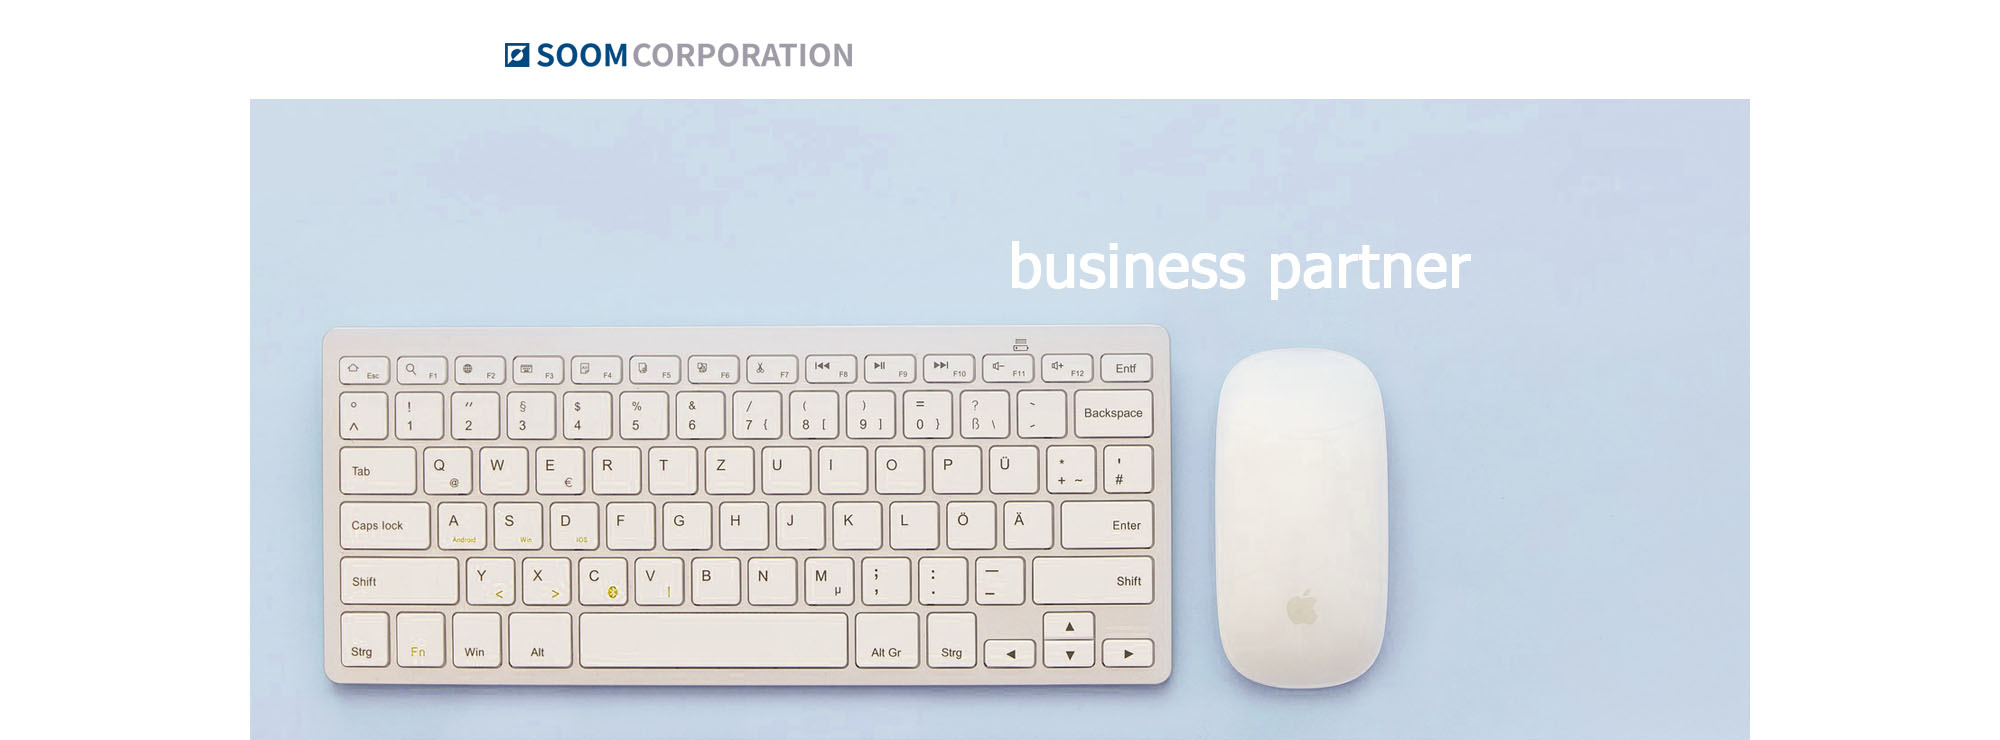 SOOM CORPORATION
business partner
Esc F1 F2 F3 F4 F5 F6 F7 F8 F9 F10 F11 F12 Entf
° ! " § $ % & / ( ) = ? `
^ 1 2 3 4 5 6 7 { 8 [ 9 ] 0 } ß \ ´ Backspace
Tab Q @ W E € R T Z U I O P Ü * + ~ ' #
Caps lock A S D F G H J K L Ö Ä Enter
Android Win IOS
Shift Y < X > C V | B N M µ ; , : . — _ Shift
Strg Fn Win Alt Alt Gr Strg